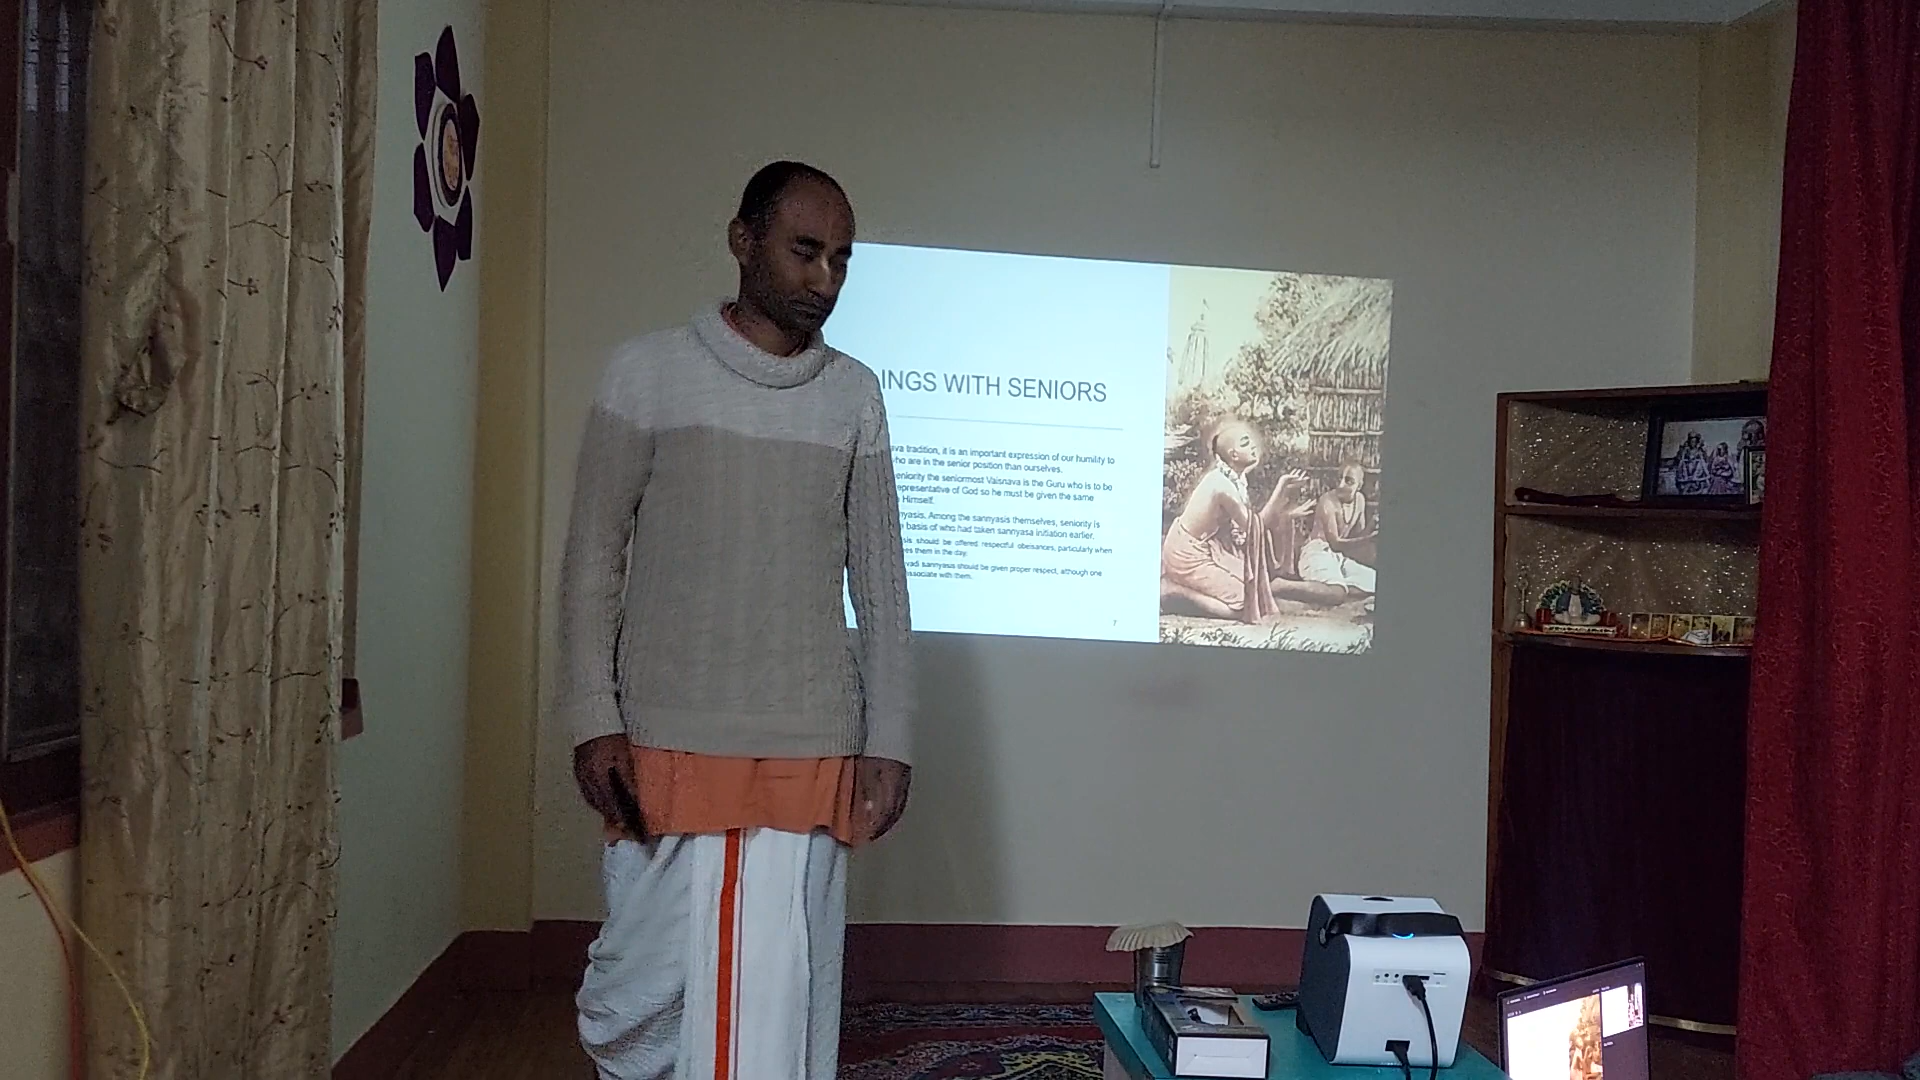 INGS WITH SENIORS
ava tradition, it is an important expression of our humility to
ho are in the senior position than ourselves.
eniority the seniormost Vaisnava is the Guru who is to be
epresentative of God so he must be given the same
Himself.
nyasis. Among the sannyasis themselves, seniority is
basis of who had taken sannyasa initiation earlier.
sis should be offered respectful obeisances, particularly when
es them in the day.
vadi sannyasis should be given proper respect, although one
associate with them.
7